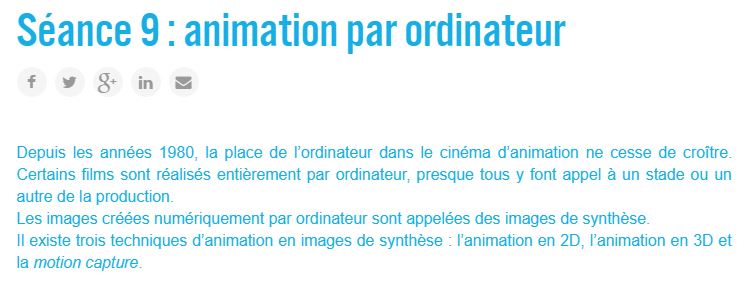 Séance 9 : animation par ordinateur
f g+ in
Depuis les années 1980, la place de l’ordinateur dans le cinéma d’animation ne cesse de croître.
Certains films sont réalisés entièrement par ordinateur, presque tous y font appel à un stade ou un
autre de la production.
Les images créées numériquement par ordinateur sont appelées des images de synthèse.
Il existe trois techniques d’animation en images de synthèse : l’animation en 2D, l’animation en 3D et
la motion capture.